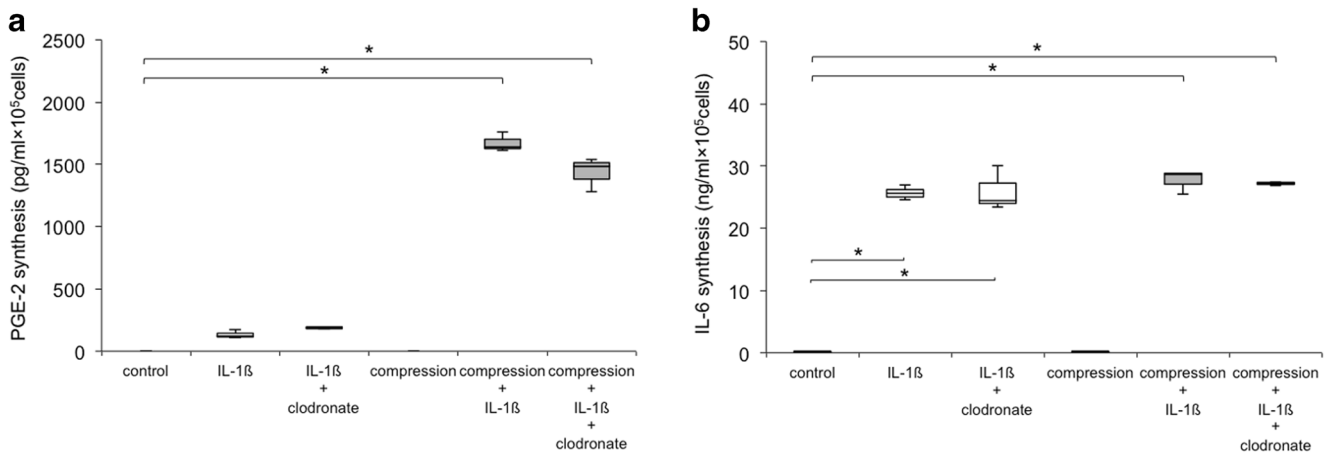 a
PGE-2 synthesis (pg/ml×10⁵cells)
2500
2000
1500
1000
500
0
*
*
control
IL-1ß
IL-1ß
+
clodronate
compression
compression
+
IL-1ß
compression
+
IL-1ß
+
clodronate
b
IL-6 synthesis (ng/ml×10⁵cells)
50
40
30
20
10
0
*
*
*
*
control
IL-1ß
IL-1ß
+
clodronate
compression
compression
+
IL-1ß
compression
+
IL-1ß
+
clodronate